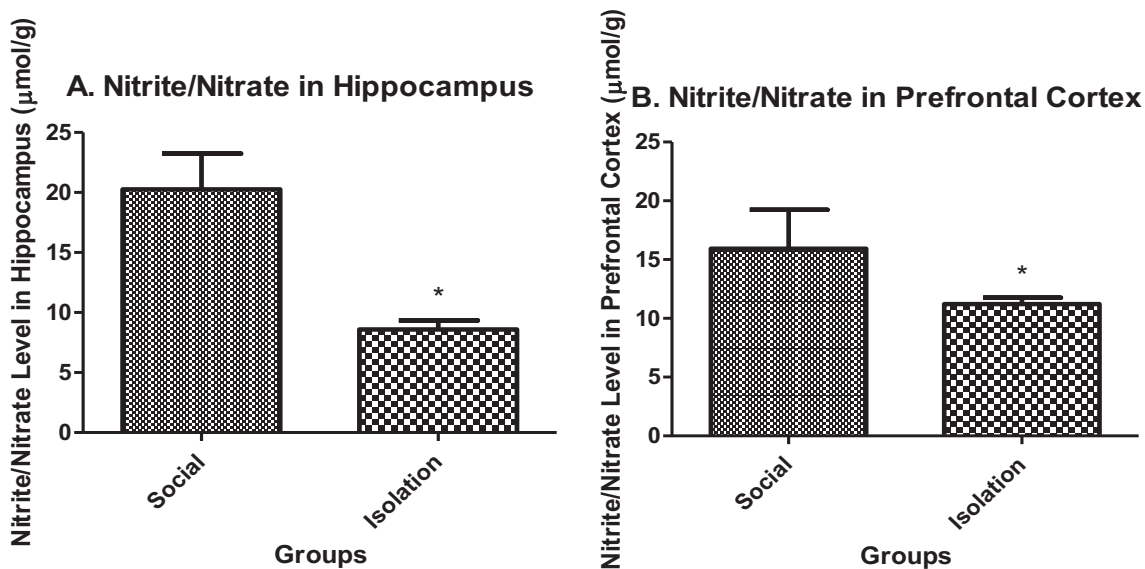 A. Nitrite/Nitrate in Hippocampus
Nitrite/Nitrate Level in Hippocampus (μmol/g)
25
20
15
10
5
0
*
Social
Isolation
Groups
B. Nitrite/Nitrate in Prefrontal Cortex
Nitrite/Nitrate Level in Prefrontal Cortex (μmol/g)
25
20
15
10
5
0
*
Social
Isolation
Groups